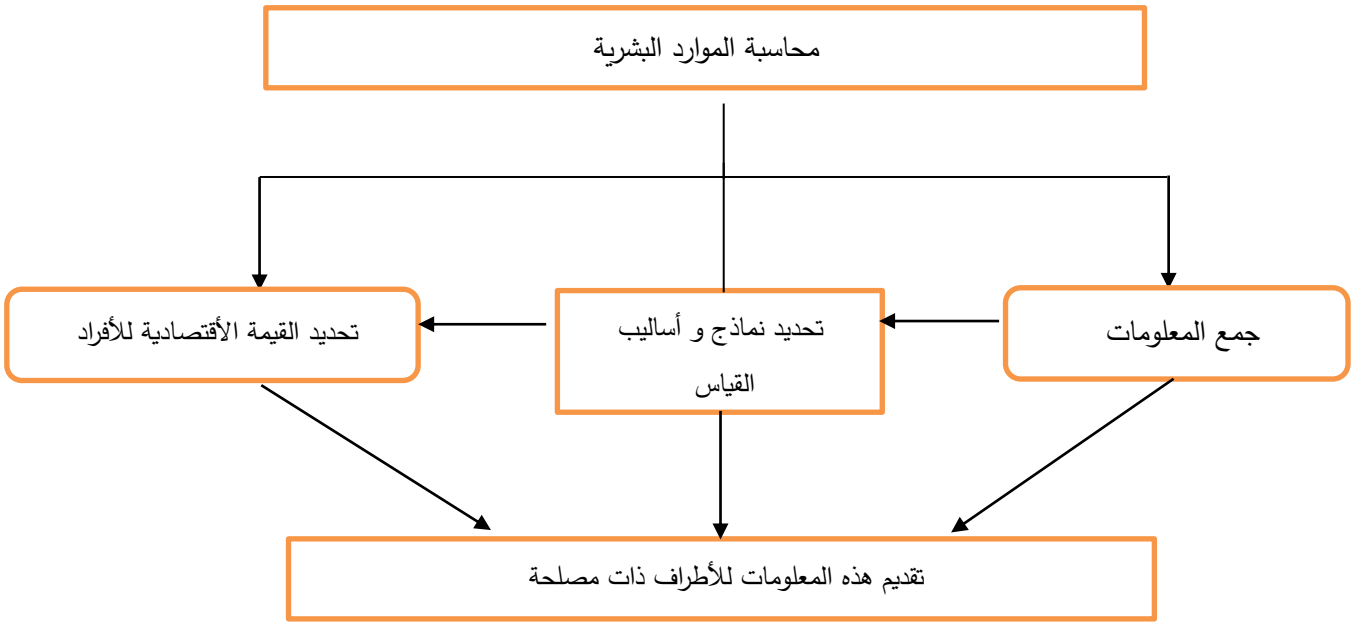 محاسبة الموارد البشرية
جمع المعلومات
تحديد نماذج و أساليب
القياس
تحديد القيمة الأقتصادية للأفراد
تقديم هذه المعلومات للأطراف ذات مصلحة